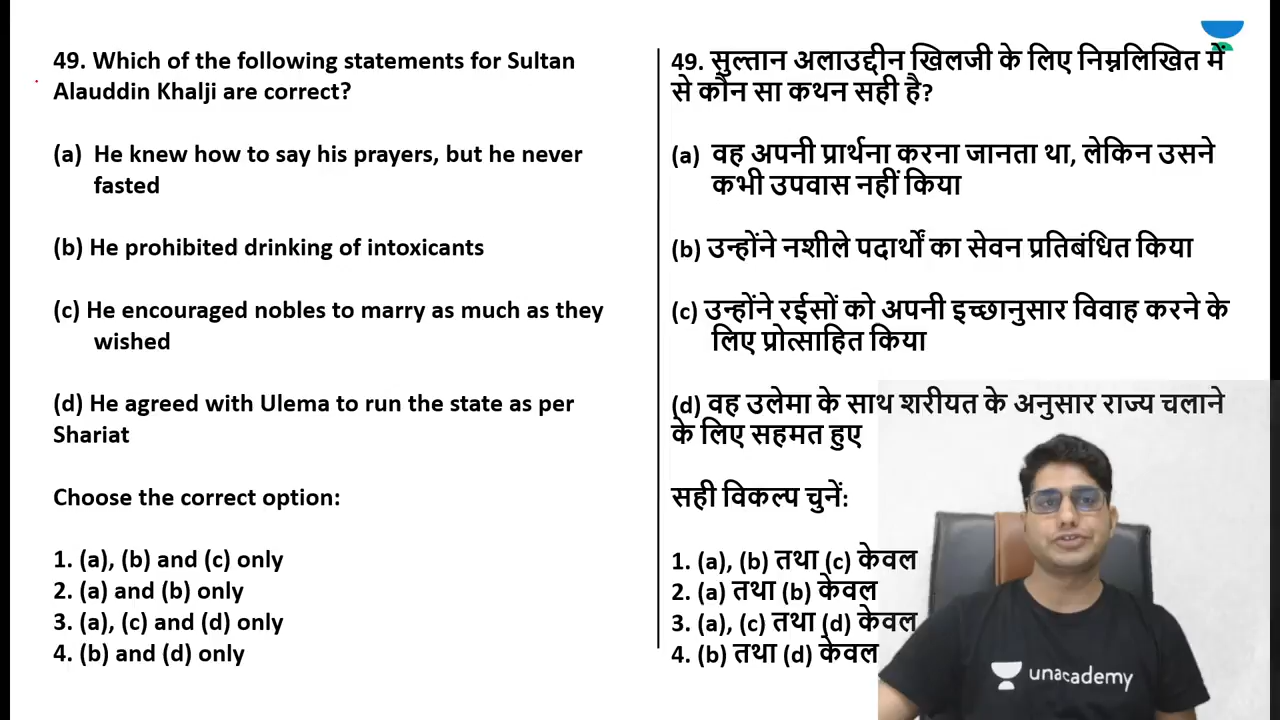 49. Which of the following statements for Sultan
Alauddin Khalji are correct?
(a) He knew how to say his prayers, but he never
fasted
(b) He prohibited drinking of intoxicants
(c) He encouraged nobles to marry as much as they
wished
(d) He agreed with Ulema to run the state as per
Shariat
Choose the correct option:
1. (a), (b) and (c) only
2. (a) and (b) only
3. (a), (c) and (d) only
4. (b) and (d) only
49. सुल्तान अलाउद्दीन खिलजी के लिए निम्नलिखित में
से कौन सा कथन सही है?
(a) वह अपनी प्रार्थना करना जानता था, लेकिन उसने
कभी उपवास नहीं किया
(b) उन्होंने नशीले पदार्थों का सेवन प्रतिबंधित किया
(c) उन्होंने रईसों को अपनी इच्छानुसार विवाह करने के
लिए प्रोत्साहित किया
(d) वह उलेमा के साथ शरीयत के अनुसार राज्य चलाने
के लिए सहमत हुए
सही विकल्प चुनें:
1. (a), (b) तथा (c) केवल
2. (a) तथा (b) केवल
3. (a), (c) तथा (d) केवल
4. (b) तथा (d) केवल
unacademy